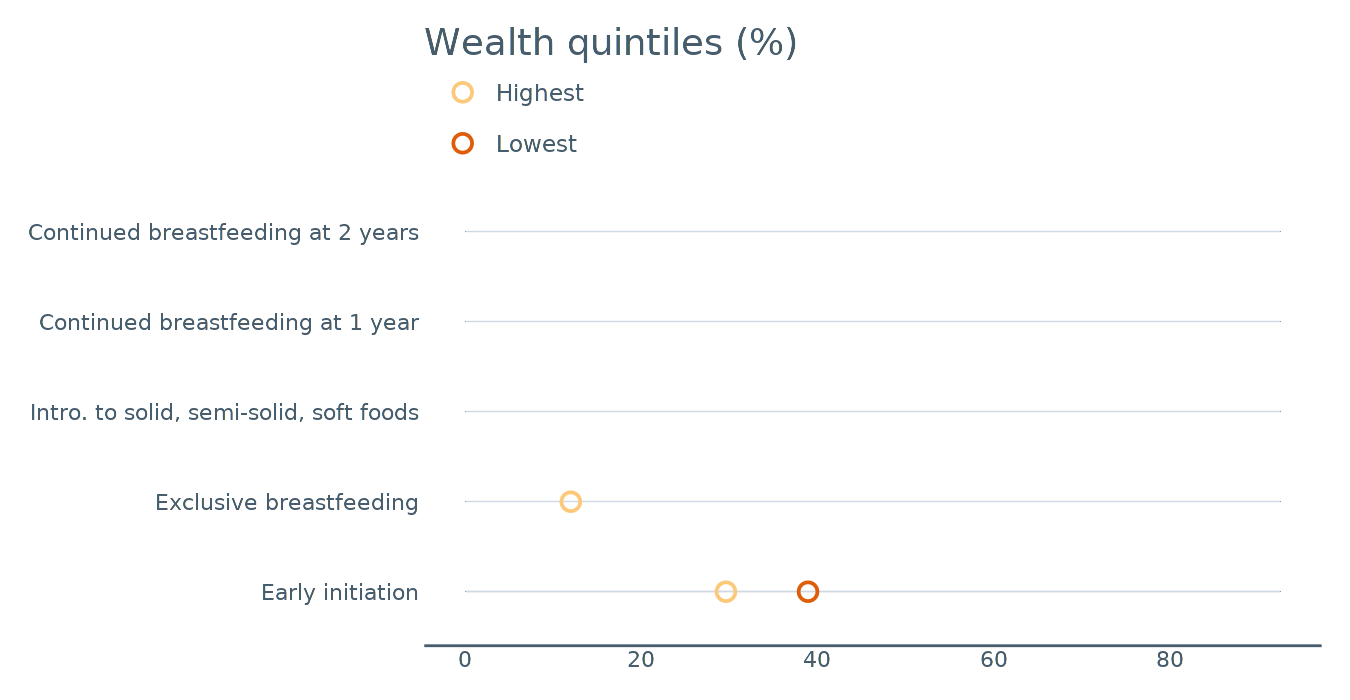 Wealth quintiles (%)
Highest
Lowest
Continued breastfeeding at 2 years
Continued breastfeeding at 1 year
Intro. to solid, semi-solid, soft foods
Exclusive breastfeeding
Early initiation
0 20 40 60 80